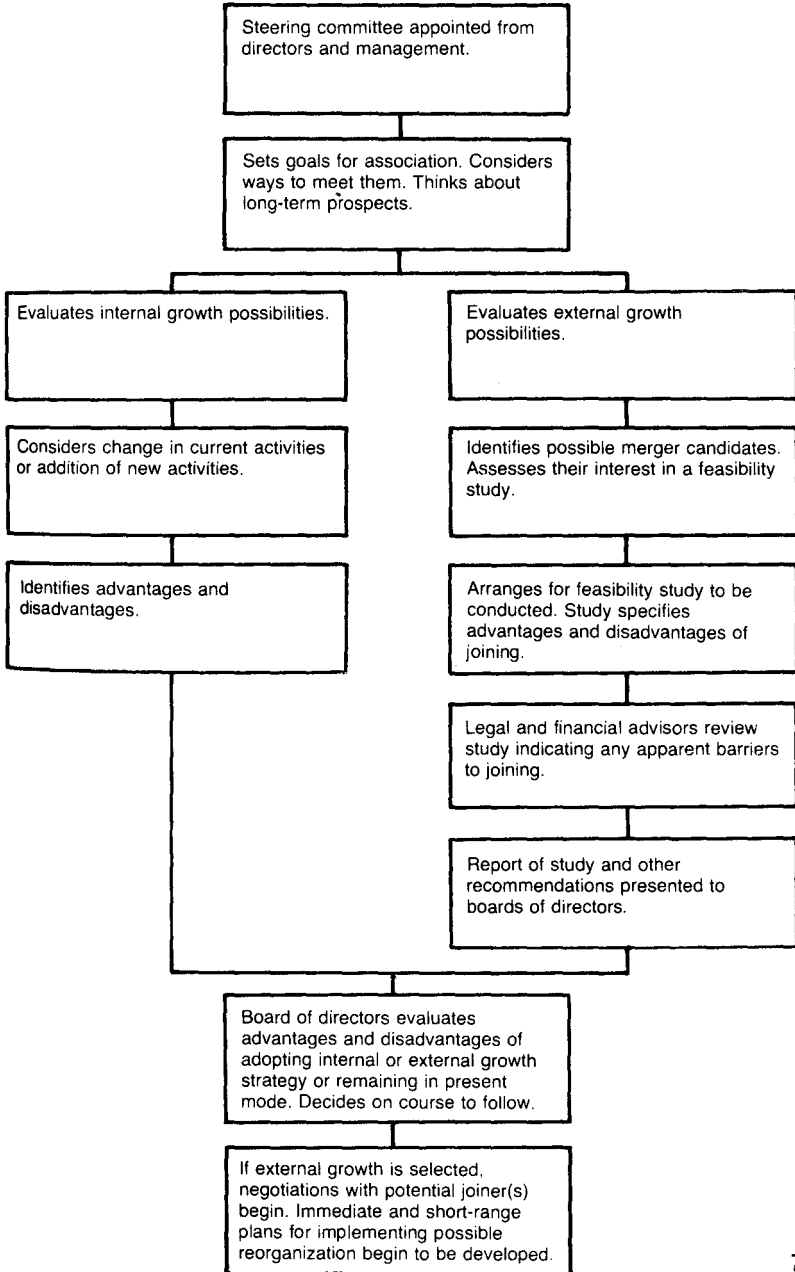 Steering committee appointed from
directors and management.
Sets goals for association. Considers
ways to meet them. Thinks about
long-term prospects.
Evaluates internal growth possibilities.
Considers change in current activities
or addition of new activities.
Identifies advantages and
disadvantages.
Evaluates external growth
possibilities.
Identifies possible merger candidates.
Assesses their interest in a feasibility
study.
Arranges for feasibility study to be
conducted. Study specifies
advantages and disadvantages of
joining.
Legal and financial advisors review
study indicating any apparent barriers
to joining.
Report of study and other
recommendations presented to
boards of directors.
Board of directors evaluates
advantages and disadvantages of
adopting internal or external growth
strategy or remaining in present
mode. Decides on course to follow.
If external growth is selected,
negotiations with potential joiner(s)
begin. Immediate and short-range
plans for implementing possible
reorganization begin to be developed.